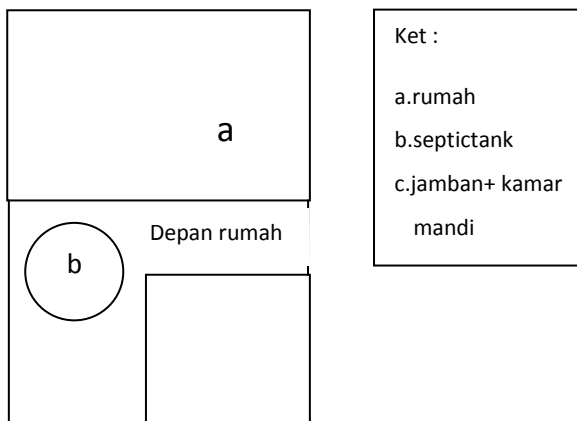 a
Depan rumah
b
Ket :
a.rumah
b.septictank
c.jamban+ kamar
mandi